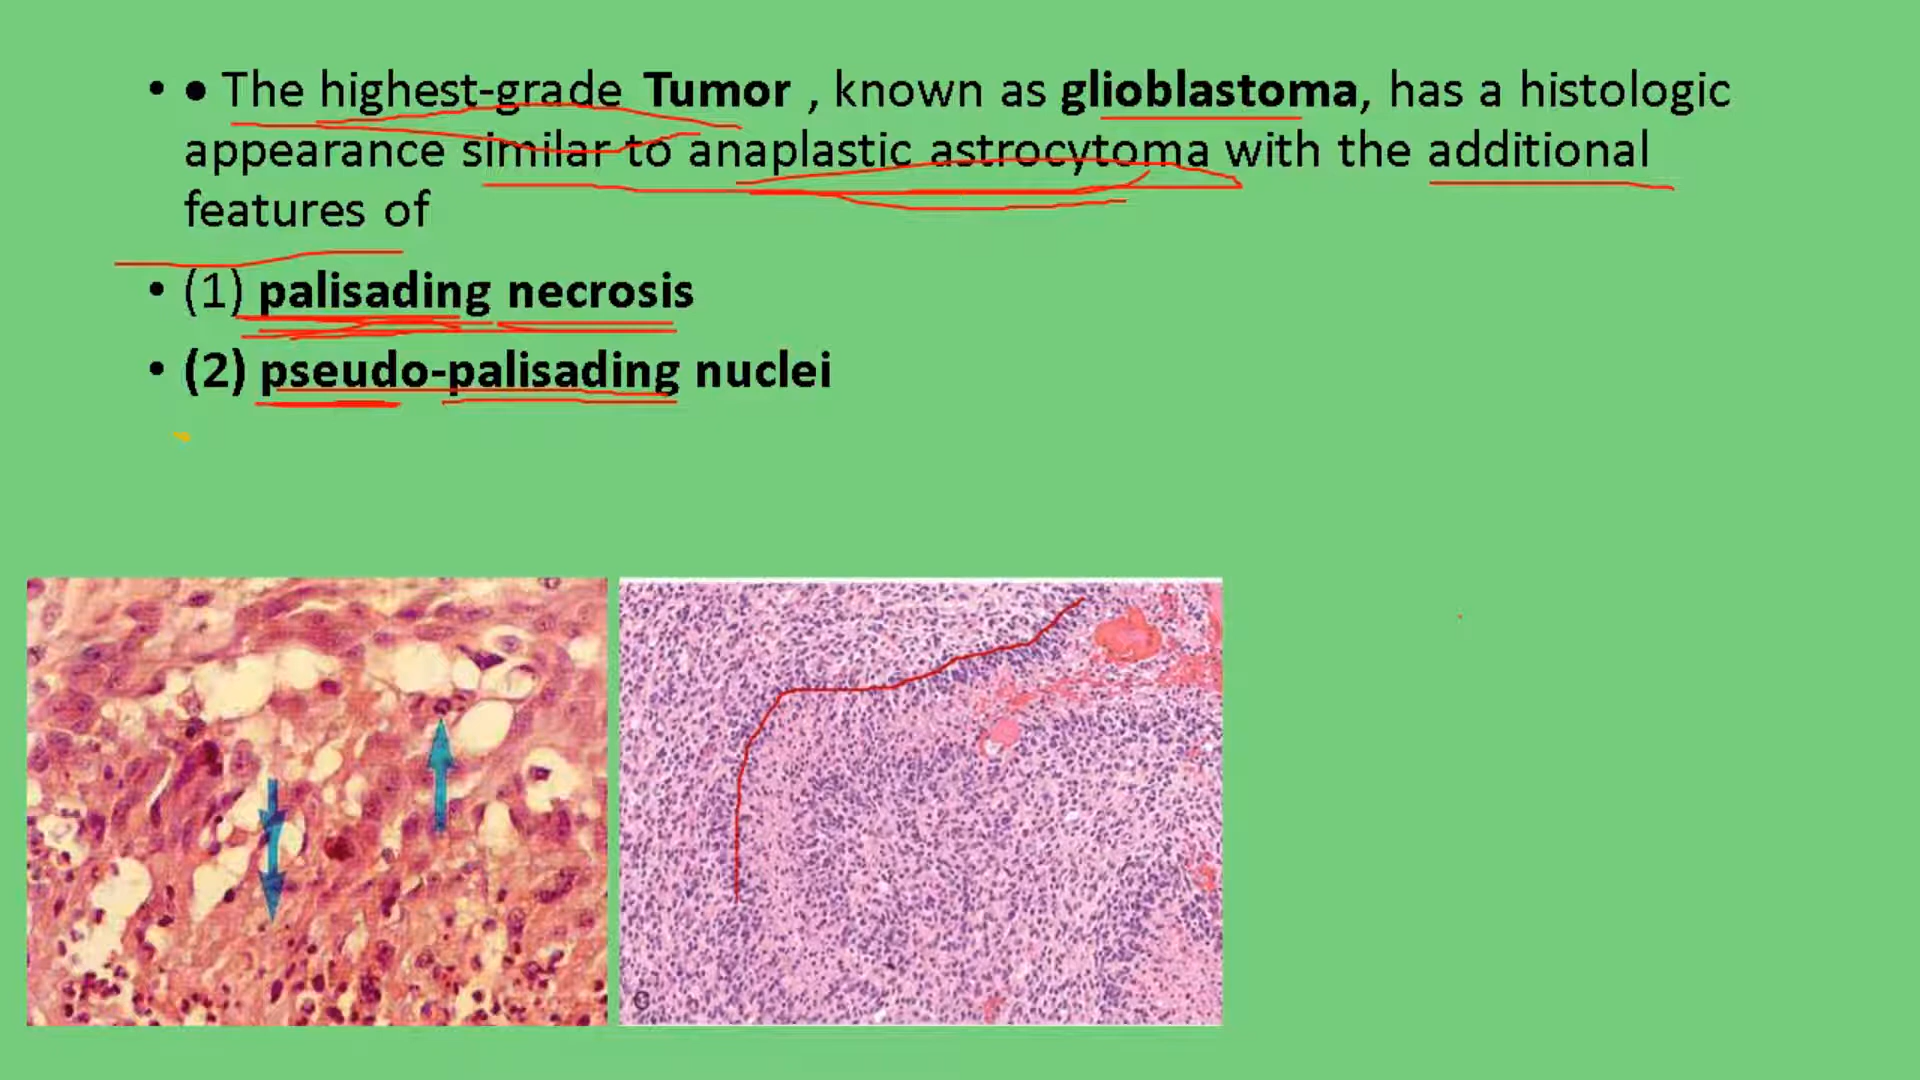 • ● The highest-grade Tumor , known as glioblastoma, has a histologic
appearance similar to anaplastic astrocytoma with the additional
features of
• (1) palisading necrosis
• (2) pseudo-palisading nuclei
C